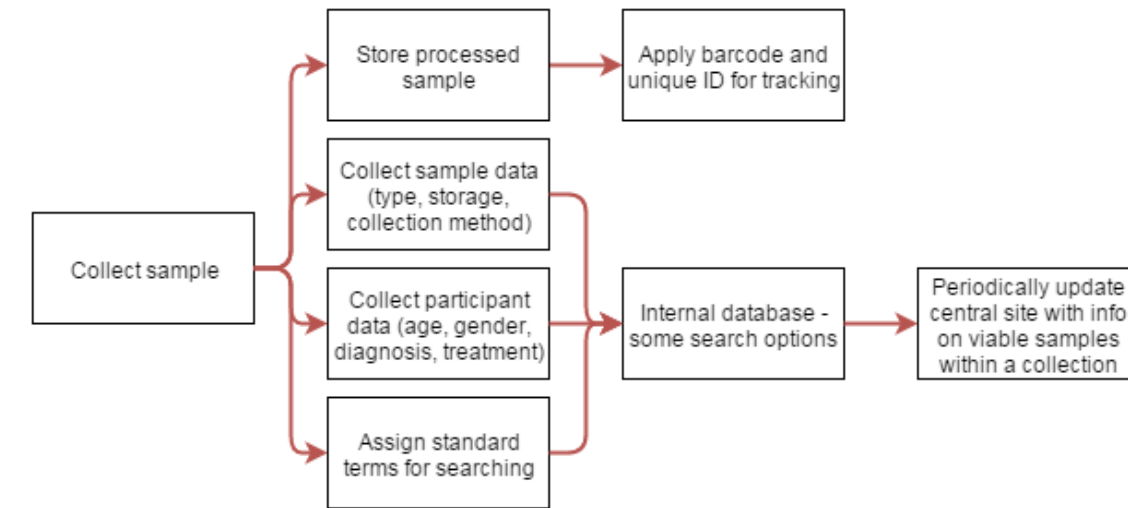 Store processed
sample
Apply barcode and
unique ID for tracking
Collect sample data
(type, storage,
collection method)
Collect sample
Collect participant
data (age, gender,
diagnosis, treatment)
Internal database -
some search options
Periodically update
central site with info
on viable samples
within a collection
Assign standard
terms for searching